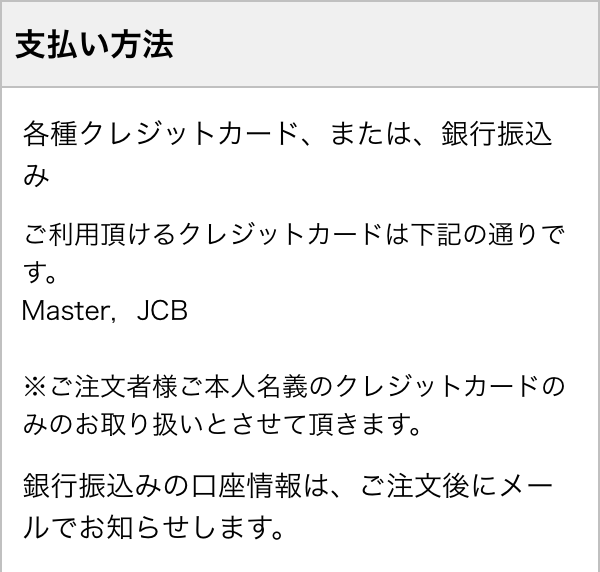 支払い方法
各種クレジットカード、または、銀行振込
み
ご利用頂けるクレジットカードは下記の通りで
す。
Master,  JCB
※ご注文者様ご本人名義のクレジットカードの
みのお取り扱いとさせて頂きます。
銀行振込みの口座情報は、ご注文後にメー
ルでお知らせします。